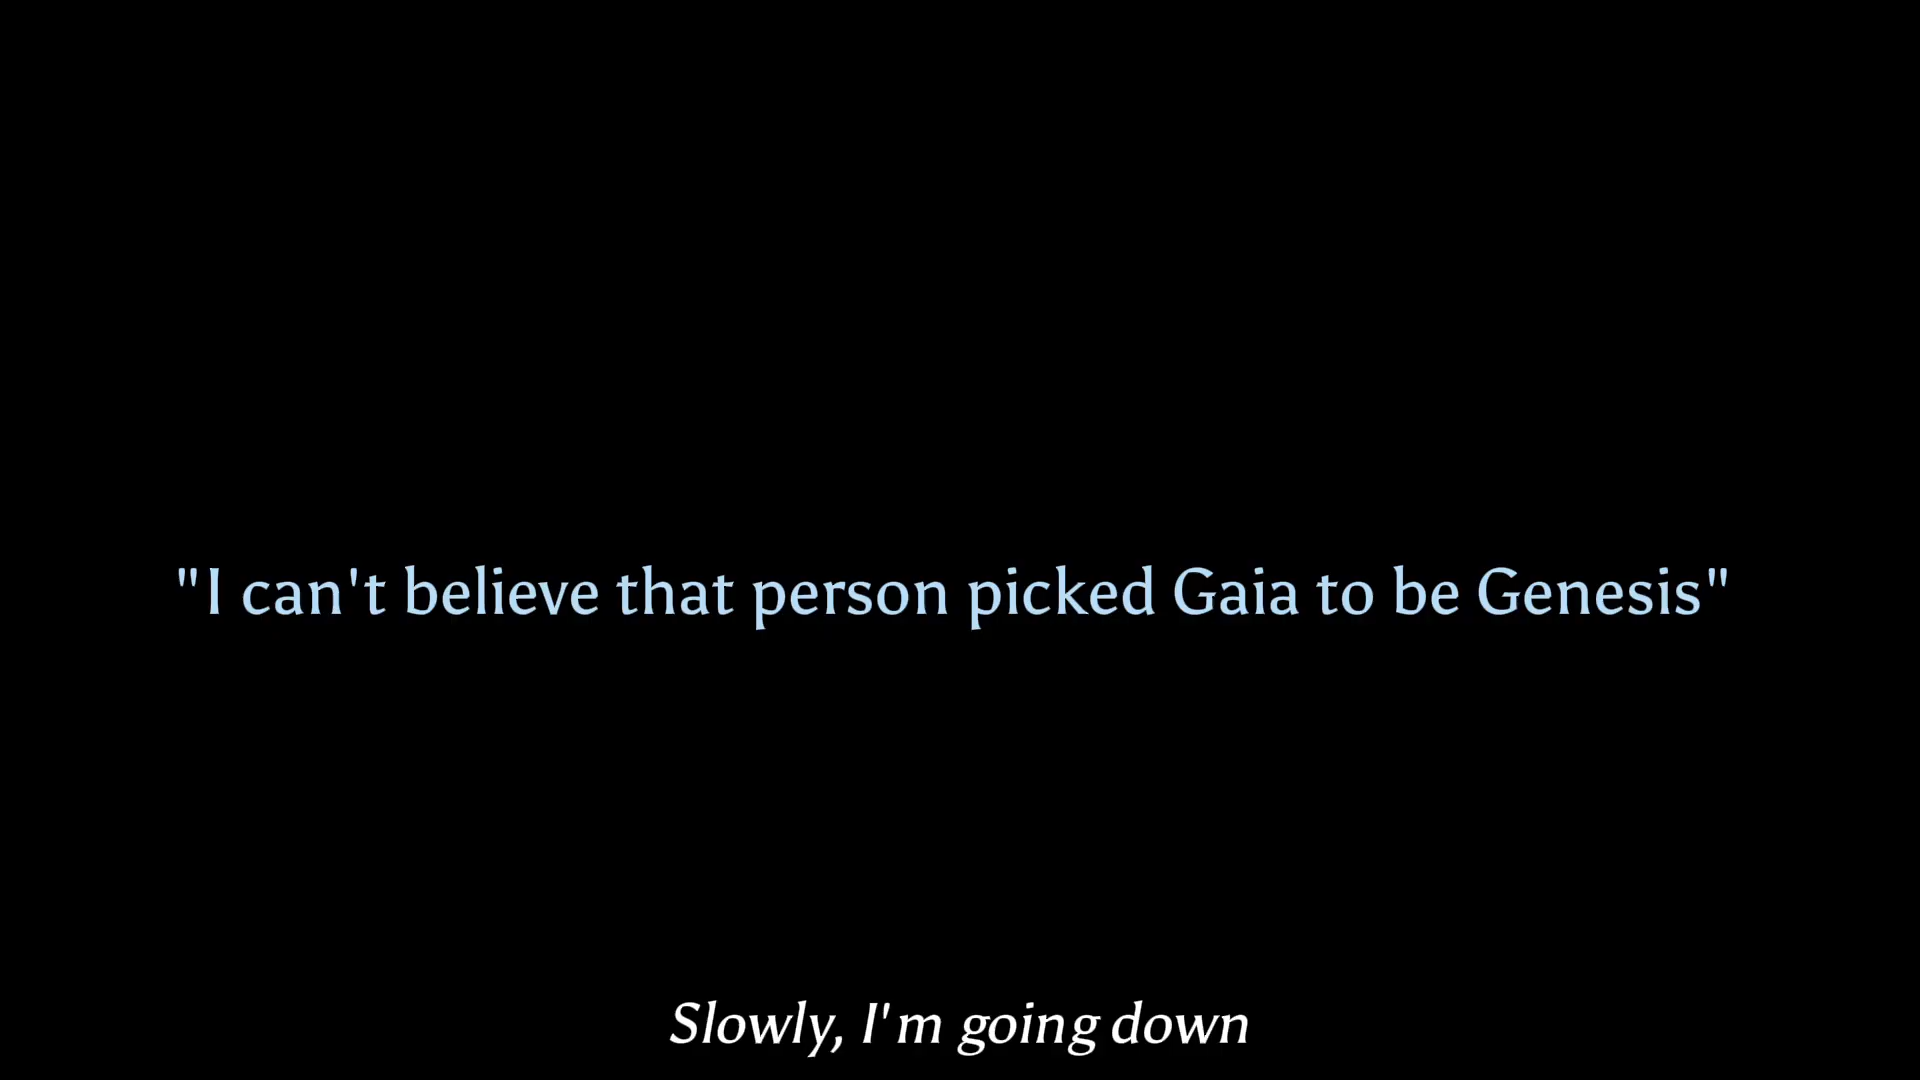 "I can't believe that person picked Gaia to be Genesis"
Slowly, I'm going down